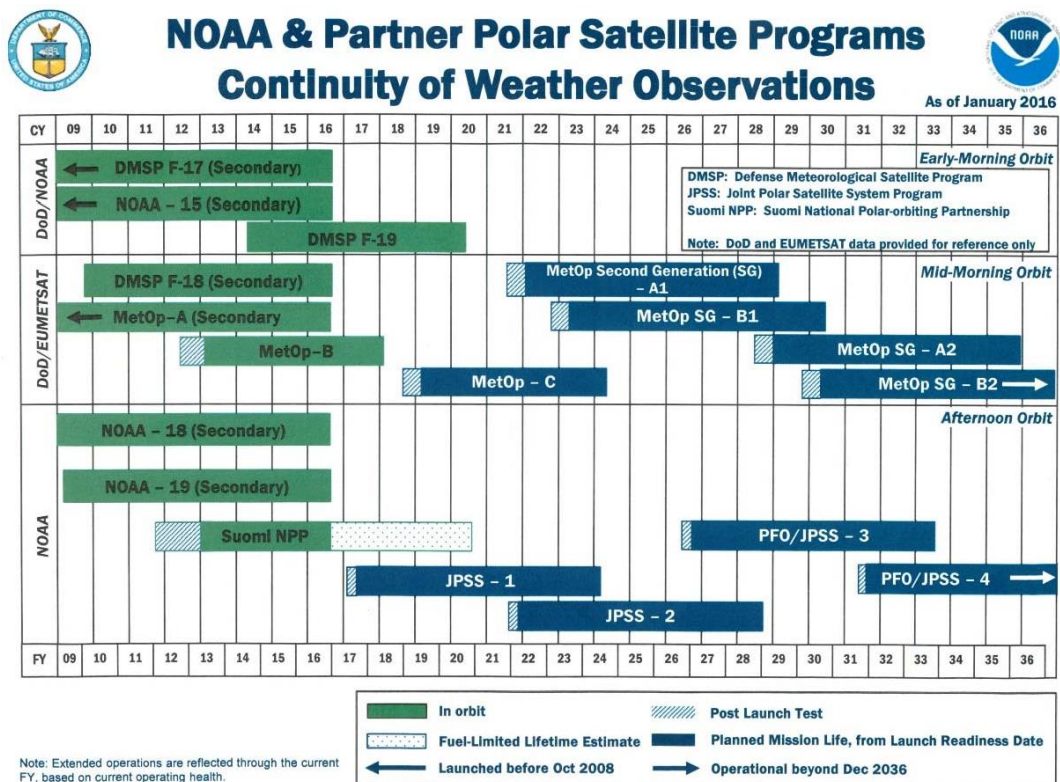 NOAA & Partner Polar Satellite Programs
Continuity of Weather Observations
NOAA
As of January 2016
CY 09 10 11 12 13 14 15 16 17 18 19 20 21 22 23 24 25 26 27 28 29 30 31 32 33 34 35 36
DoD/NOAA
Early-Morning Orbit
DMSP F-17 (Secondary)
NOAA – 15 (Secondary)
DMSP F-19
DMSP: Defense Meteorological Satellite Program
JPSS: Joint Polar Satellite System Program
Suomi NPP: Suomi National Polar-orbiting Partnership
Note: DoD and EUMETSAT data provided for reference only
DoD/EUMETSAT
Mid-Morning Orbit
DMSP F-18 (Secondary)
MetOp Second Generation (SG)
– A1
MetOp–A (Secondary
MetOp SG – B1
MetOp–B
MetOp SG – A2
MetOp – C
MetOp SG – B2
NOAA
Afternoon Orbit
NOAA – 18 (Secondary)
NOAA – 19 (Secondary)
Suomi NPP
PFO/JPSS – 3
JPSS – 1
PFO/JPSS – 4
JPSS – 2
FY 09 10 11 12 13 14 15 16 17 18 19 20 21 22 23 24 25 26 27 28 29 30 31 32 33 34 35 36
In orbit
Post Launch Test
Fuel-Limited Lifetime Estimate
Planned Mission Life, from Launch Readiness Date
Launched before Oct 2008
Operational beyond Dec 2036
Note: Extended operations are reflected through the current
FY, based on current operating health.